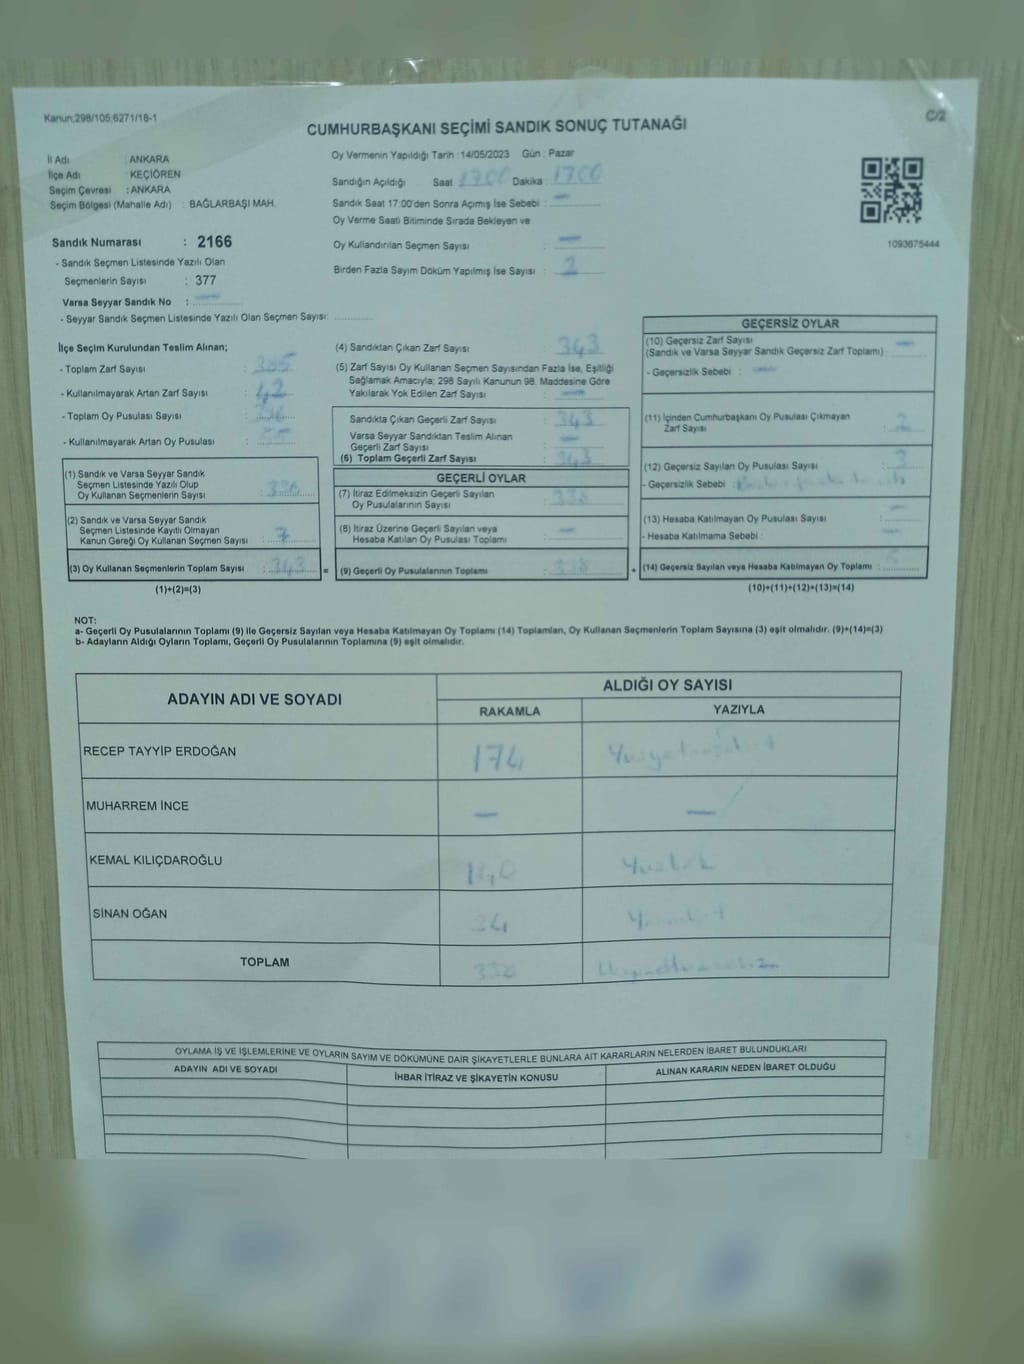 Kanun:298/105;6271/18-1
C/2
CUMHURBAŞKANI SEÇİMİ SANDIK SONUÇ TUTANAĞI
İl Adı : ANKARA
İlçe Adı : KEÇİÖREN
Seçim Çevresi : ANKARA
Seçim Bölgesi (Mahalle Adı) : BAĞLARBAŞI MAH.
Oy Vermenin Yapıldığı Tarih :14/05/2023 Gün : Pazar
Sandığın Açıldığı Saat 1700 Dakika : 1700
Sandık Saat 17:00'den Sonra Açımış İse Sebebi : —
Oy Verme Saati Bitiminde Sırada Bekleyen ve
Oy Kullandırılan Seçmen Sayısı : —
Birden Fazla Sayım Döküm Yapılmış İse Sayısı : 2
1093675444
Sandık Numarası : 2166
- Sandık Seçmen Listesinde Yazılı Olan
Seçmenlerin Sayısı : 377
Varsa Seyyar Sandık No : —
- Seyyar Sandık Seçmen Listesinde Yazılı Olan Seçmen Sayısı:
İlçe Seçim Kurulundan Teslim Alınan;
- Toplam Zarf Sayısı : 385
- Kullanılmayarak Artan Zarf Sayısı : 42
- Toplam Oy Pusulası Sayısı :
- Kullanılmayarak Artan Oy Pusulası :
(1) Sandık ve Varsa Seyyar Sandık
Seçmen Listesinde Yazılı Olup
Oy Kullanan Seçmenlerin Sayısı : 336
(2) Sandık ve Varsa Seyyar Sandık
Seçmen Listesinde Kayıtlı Olmayan
Kanun Gereği Oy Kullanan Seçmen Sayısı : 7
(3) Oy Kullanan Seçmenlerin Toplam Sayısı : 343
(1)+(2)=(3)
(4) Sandıktan Çıkan Zarf Sayısı : 343
(5) Zarf Sayısı Oy Kullanan Seçmen Sayısından Fazla İse, Eşitliği
Sağlamak Amacıyla; 298 Sayılı Kanunun 98. Maddesine Göre
Yakılarak Yok Edilen Zarf Sayısı : —
Sandıkta Çıkan Geçerli Zarf Sayısı : 343
Varsa Seyyar Sandıktan Teslim Alınan
Geçerli Zarf Sayısı : —
(6) Toplam Geçerli Zarf Sayısı : 343
GEÇERLİ OYLAR
(7) İtiraz Edilmeksizin Geçerli Sayılan
Oy Pusulalarının Sayısı : 338
(8) İtiraz Üzerine Geçerli Sayılan veya
Hesaba Katılan Oy Pusulası Toplamı : —
= (9) Geçerli Oy Pusulalarının Toplamı : 338 +
GEÇERSİZ OYLAR
(10) Geçersiz Zarf Sayısı
(Sandık ve Varsa Seyyar Sandık Geçersiz Zarf Toplamı) : —
- Geçersizlik Sebebi : —
(11) İçinden Cumhurbaşkanı Oy Pusulası Çıkmayan
Zarf Sayısı : 2
(12) Geçersiz Sayılan Oy Pusulası Sayısı : 3
- Geçersizlik Sebebi :
(13) Hesaba Katılmayan Oy Pusulası Sayısı : —
- Hesaba Katılmama Sebebi : —
(14) Geçersiz Sayılan veya Hesaba Katılmayan Oy Toplamı : 5
(10)+(11)+(12)+(13)=(14)
NOT:
a- Geçerli Oy Pusulalarının Toplamı (9) ile Geçersiz Sayılan veya Hesaba Katılmayan Oy Toplamı (14) Toplamları, Oy Kullanan Seçmenlerin Toplam Sayısına (3) eşit olmalıdır. (9)+(14)=(3)
b- Adayların Aldığı Oyların Toplamı, Geçerli Oy Pusulalarının Toplamına (9) eşit olmalıdır.
ADAYIN ADI VE SOYADI
ALDIĞI OY SAYISI
RAKAMLA YAZIYLA
RECEP TAYYİP ERDOĞAN 174
MUHARREM İNCE — —
KEMAL KILIÇDAROĞLU 140
SİNAN OĞAN 24
TOPLAM 338
OYLAMA İŞ VE İŞLEMLERİNE VE OYLARIN SAYIM VE DÖKÜMÜNE DAİR ŞİKAYETLERLE BUNLARA AİT KARARLARIN NELERDEN İBARET BULUNDUKLARI
ADAYIN ADI VE SOYADI İHBAR İTİRAZ VE ŞİKAYETİN KONUSU ALINAN KARARIN NEDEN İBARET OLDUĞU